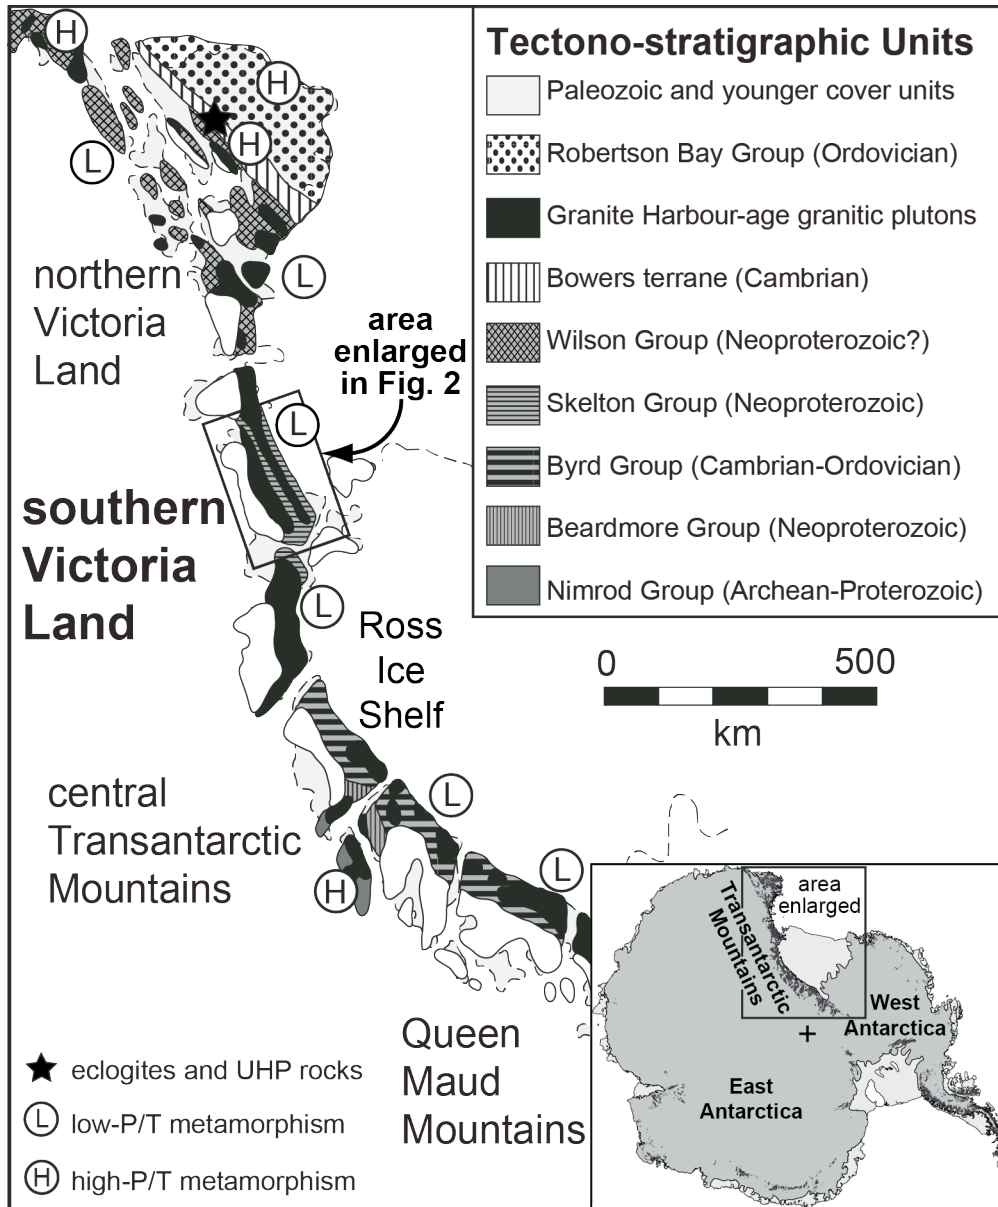 Tectono-stratigraphic Units
Paleozoic and younger cover units
Robertson Bay Group (Ordovician)
Granite Harbour-age granitic plutons
Bowers terrane (Cambrian)
Wilson Group (Neoproterozoic?)
Skelton Group (Neoproterozoic)
Byrd Group (Cambrian-Ordovician)
Beardmore Group (Neoproterozoic)
Nimrod Group (Archean-Proterozoic)
H
H
H
L
L
northern
Victoria
Land
area
enlarged
in Fig. 2
L
southern
Victoria
Land
L
Ross
Ice
Shelf
0 500
km
central
Transantarctic
Mountains
L
L
H
Queen
Maud
Mountains
eclogites and UHP rocks
L low-P/T metamorphism
H high-P/T metamorphism
area
enlarged
Transantarctic
Mountains
West
Antarctica
+
East
Antarctica